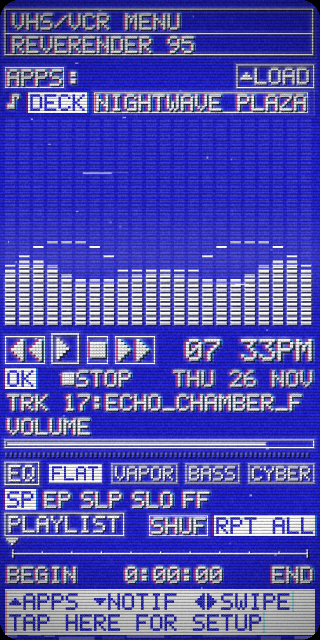 VHS/VCR MENU
REVERENDER 95
APPS: LOAD
DECK NIGHTWAVE PLAZA
07 33PM
OK STOP THU 26 NOV
TRK 17:ECHO_CHAMBER_F
VOLUME
EQ FLAT VAPOR BASS CYBER
SP EP SLP SLO FF
PLAYLIST SHUF RPT ALL
BEGIN 0:00:00 END
APPS NOTIF SWIPE
TAP HERE FOR SETUP